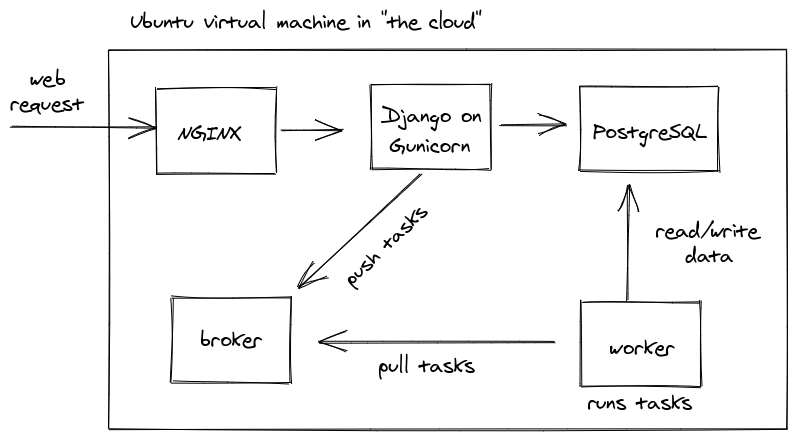 Ubuntu virtual machine in "the cloud"
web
request
NGINX
Django on
Gunicorn
PostgreSQL
push tasks
read/write
data
broker
pull tasks
worker
runs tasks